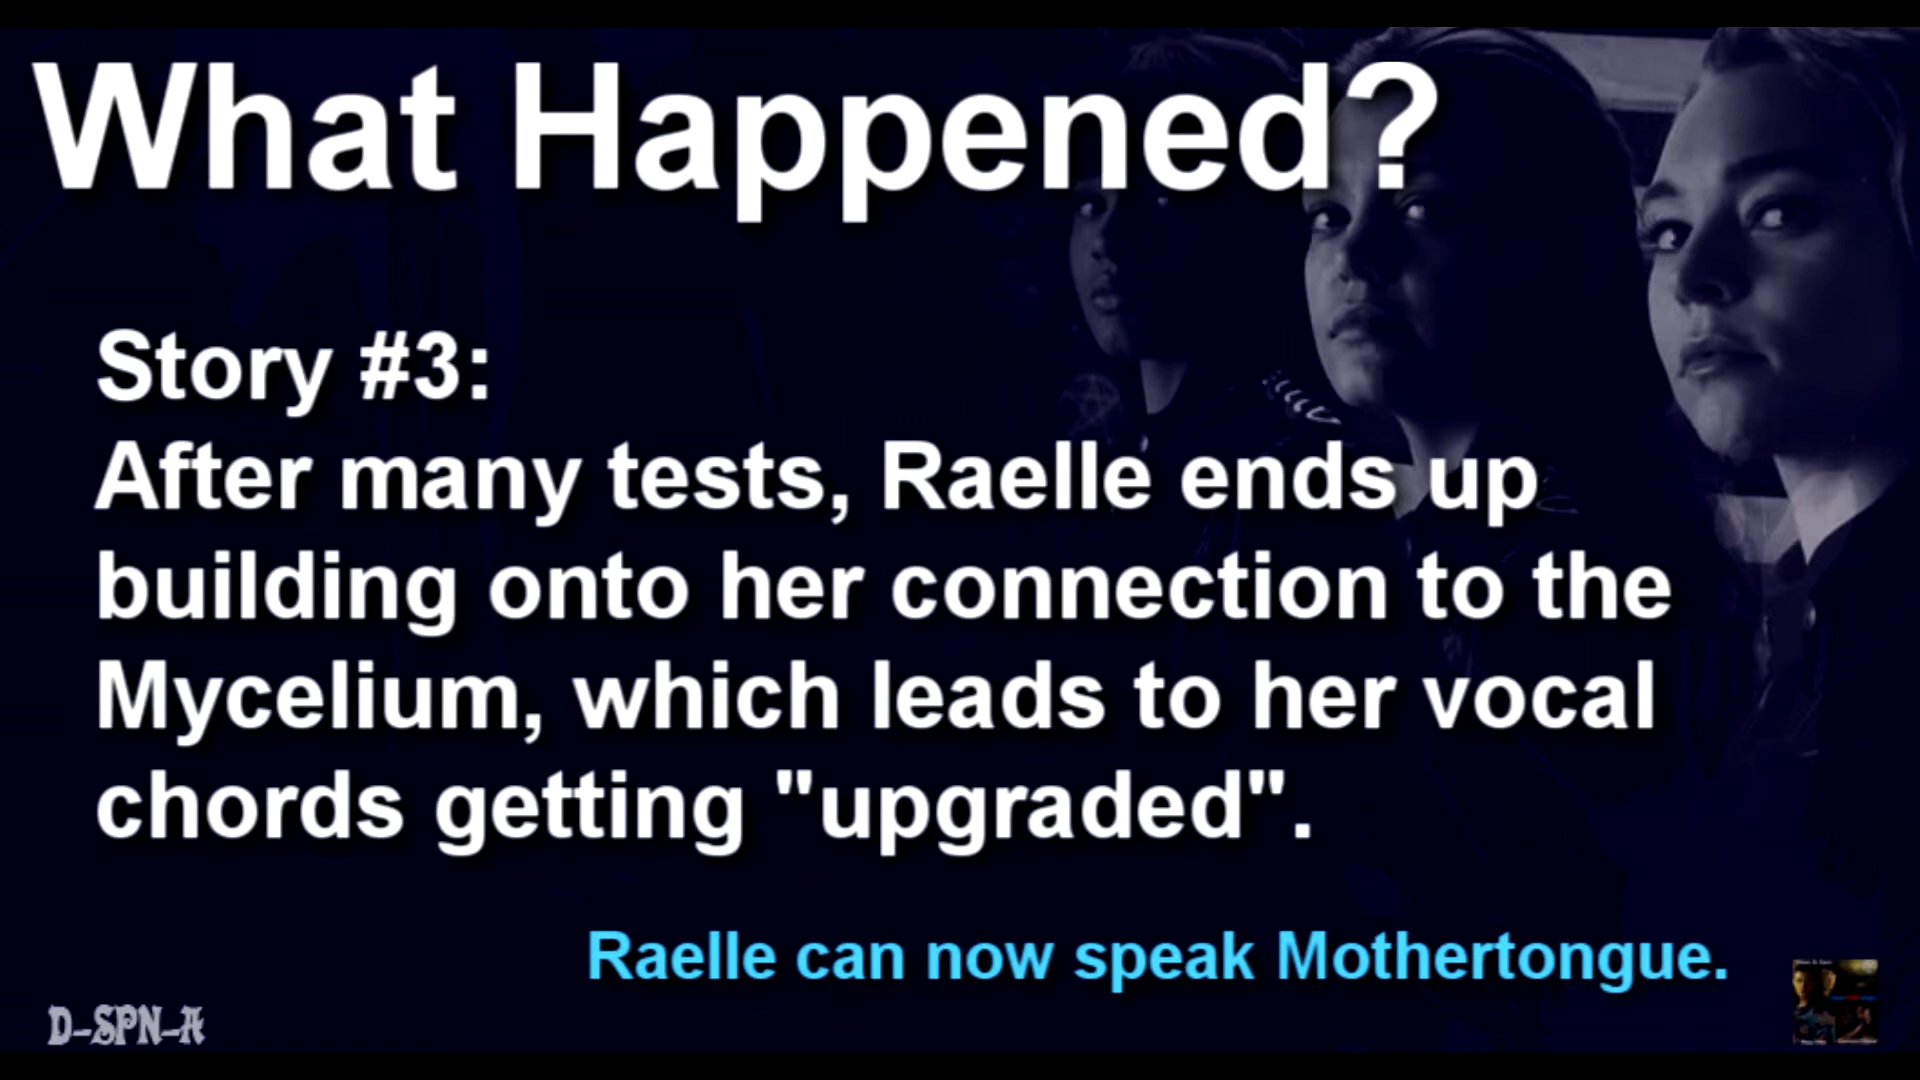 What Happened?
Story #3:
After many tests, Raelle ends up
building onto her connection to the
Mycelium, which leads to her vocal
chords getting "upgraded".
Raelle can now speak Mothertongue.
D-SPN-A